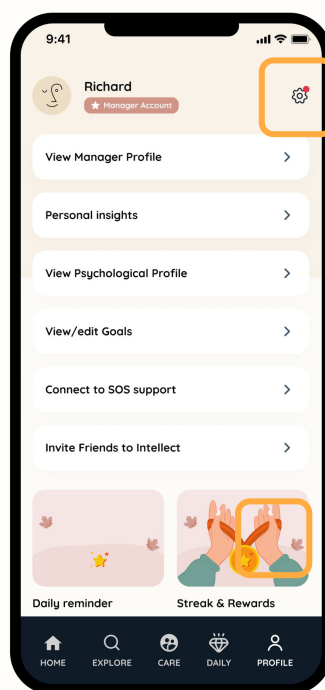 9:41
Richard
Manager Account
View Manager Profile
Personal insights
View Psychological Profile
View/edit Goals
Connect to SOS support
Invite Friends to Intellect
Daily reminder
Streak & Rewards
HOME
EXPLORE
CARE
DAILY
PROFILE